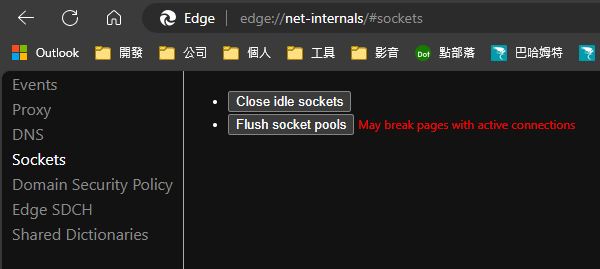 Edge edge://net-internals/#sockets
Outlook 開發 公司 個人 工具 影音 Dot 點部落 巴哈姆特
Events
Proxy
DNS
Sockets
Domain Security Policy
Edge SDCH
Shared Dictionaries
Close idle sockets
Flush socket pools May break pages with active connections